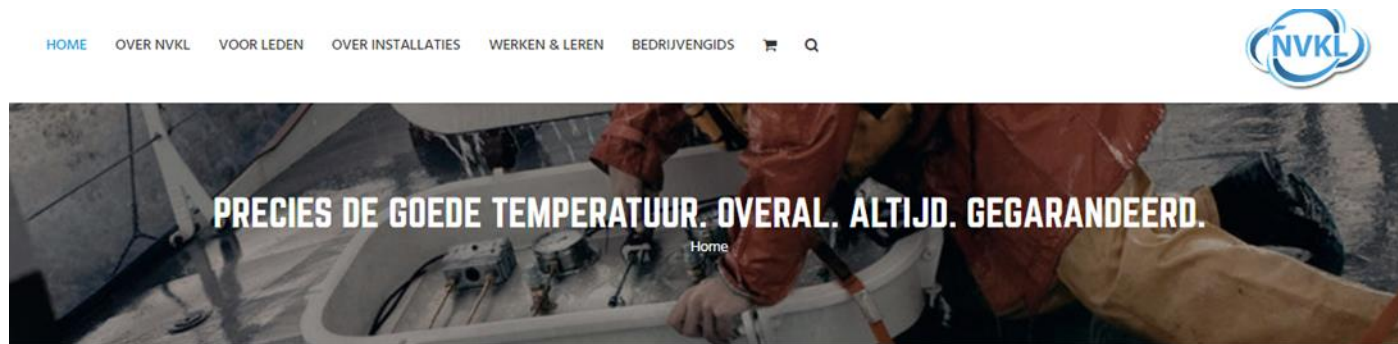 HOME OVER NVKL VOOR LEDEN OVER INSTALLATIES WERKEN & LEREN BEDRIJVENGIDS
NVKL
PRECIES DE GOEDE TEMPERATUUR. OVERAL. ALTIJD. GEGARANDEERD.
Home